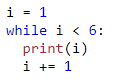 i = 1
while i < 6:
  print(i)
  i += 1